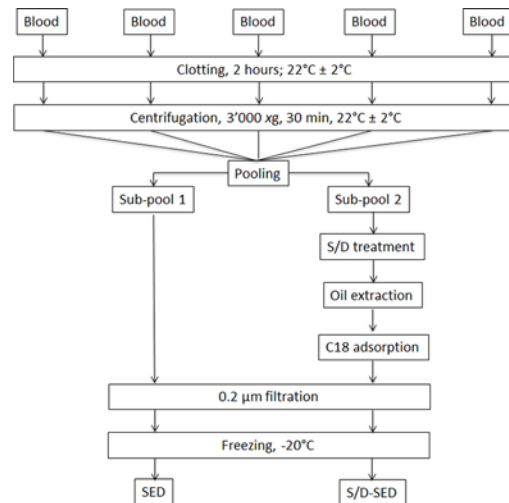 Blood Blood Blood Blood Blood
Clotting, 2 hours; 22°C ± 2°C
Centrifugation, 3’000 xg, 30 min, 22°C ± 2°C
Pooling
Sub-pool 1 Sub-pool 2
S/D treatment
Oil extraction
C18 adsorption
0.2 µm filtration
Freezing, -20°C
SED S/D-SED